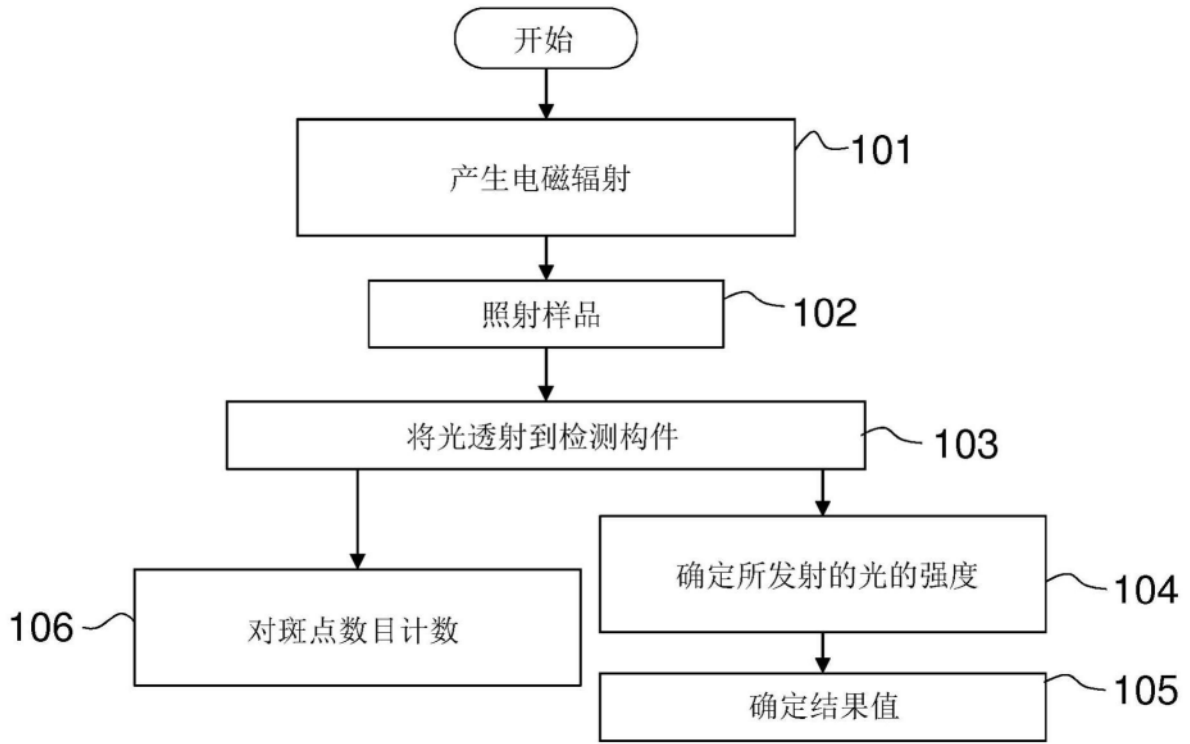 开始
产生电磁辐射
101
照射样品
102
将光透射到检测构件
103
确定所发射的光的强度
104
106
对斑点数目计数
确定结果值
105